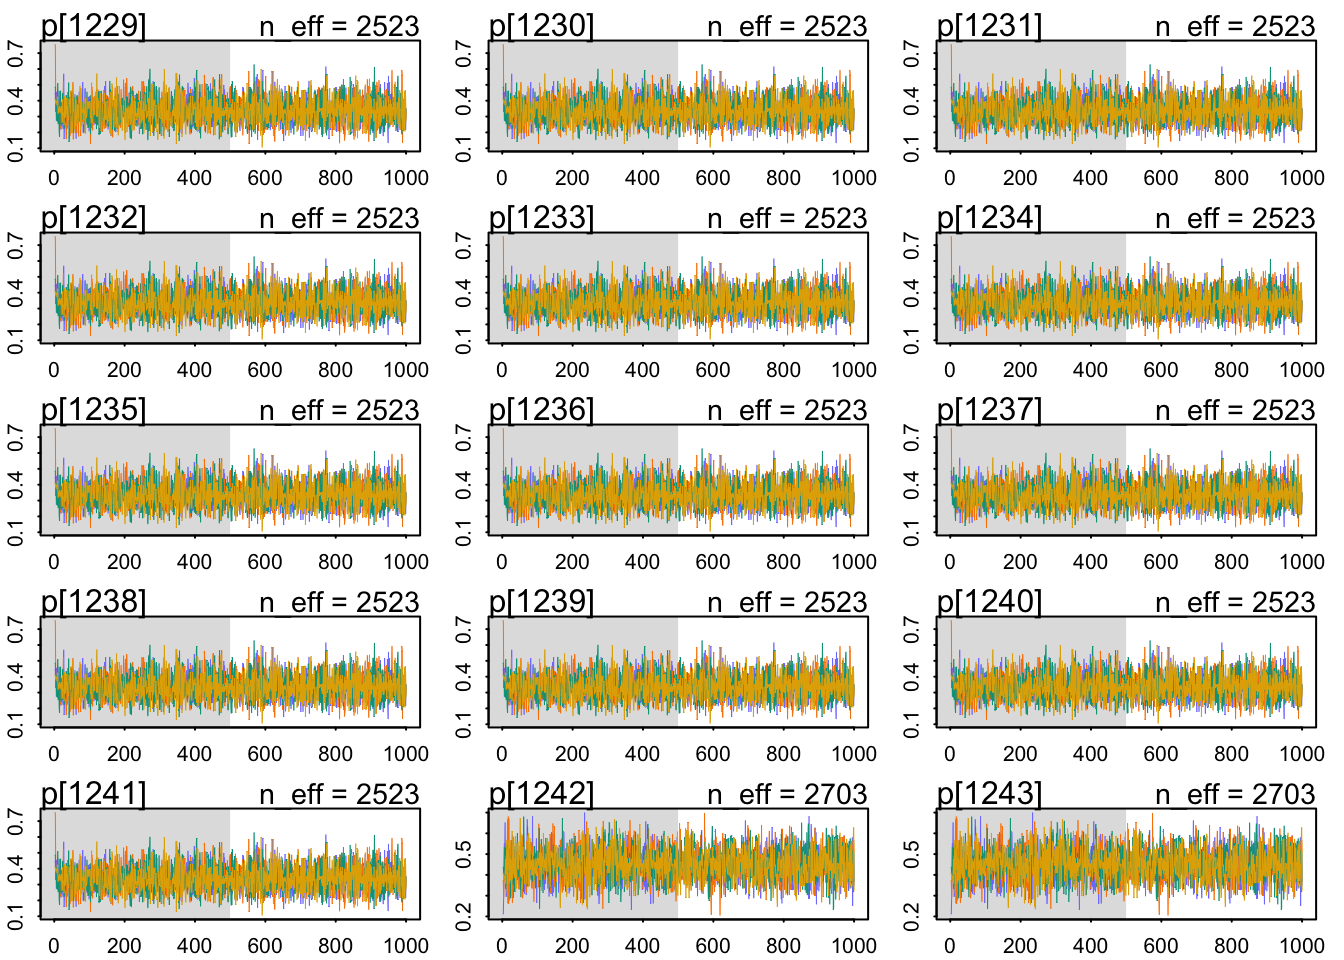 p[1229] n_eff = 2523 p[1230] n_eff = 2523 p[1231] n_eff = 2523
0.1 0.4 0.7 0.1 0.4 0.7 0.1 0.4 0.7
0 200 400 600 800 1000 0 200 400 600 800 1000 0 200 400 600 800 1000
p[1232] n_eff = 2523 p[1233] n_eff = 2523 p[1234] n_eff = 2523
0.1 0.4 0.7 0.1 0.4 0.7 0.1 0.4 0.7
0 200 400 600 800 1000 0 200 400 600 800 1000 0 200 400 600 800 1000
p[1235] n_eff = 2523 p[1236] n_eff = 2523 p[1237] n_eff = 2523
0.1 0.4 0.7 0.1 0.4 0.7 0.1 0.4 0.7
0 200 400 600 800 1000 0 200 400 600 800 1000 0 200 400 600 800 1000
p[1238] n_eff = 2523 p[1239] n_eff = 2523 p[1240] n_eff = 2523
0.1 0.4 0.7 0.1 0.4 0.7 0.1 0.4 0.7
0 200 400 600 800 1000 0 200 400 600 800 1000 0 200 400 600 800 1000
p[1241] n_eff = 2523 p[1242] n_eff = 2703 p[1243] n_eff = 2703
0.1 0.4 0.7 0.2 0.5 0.2 0.5
0 200 400 600 800 1000 0 200 400 600 800 1000 0 200 400 600 800 1000